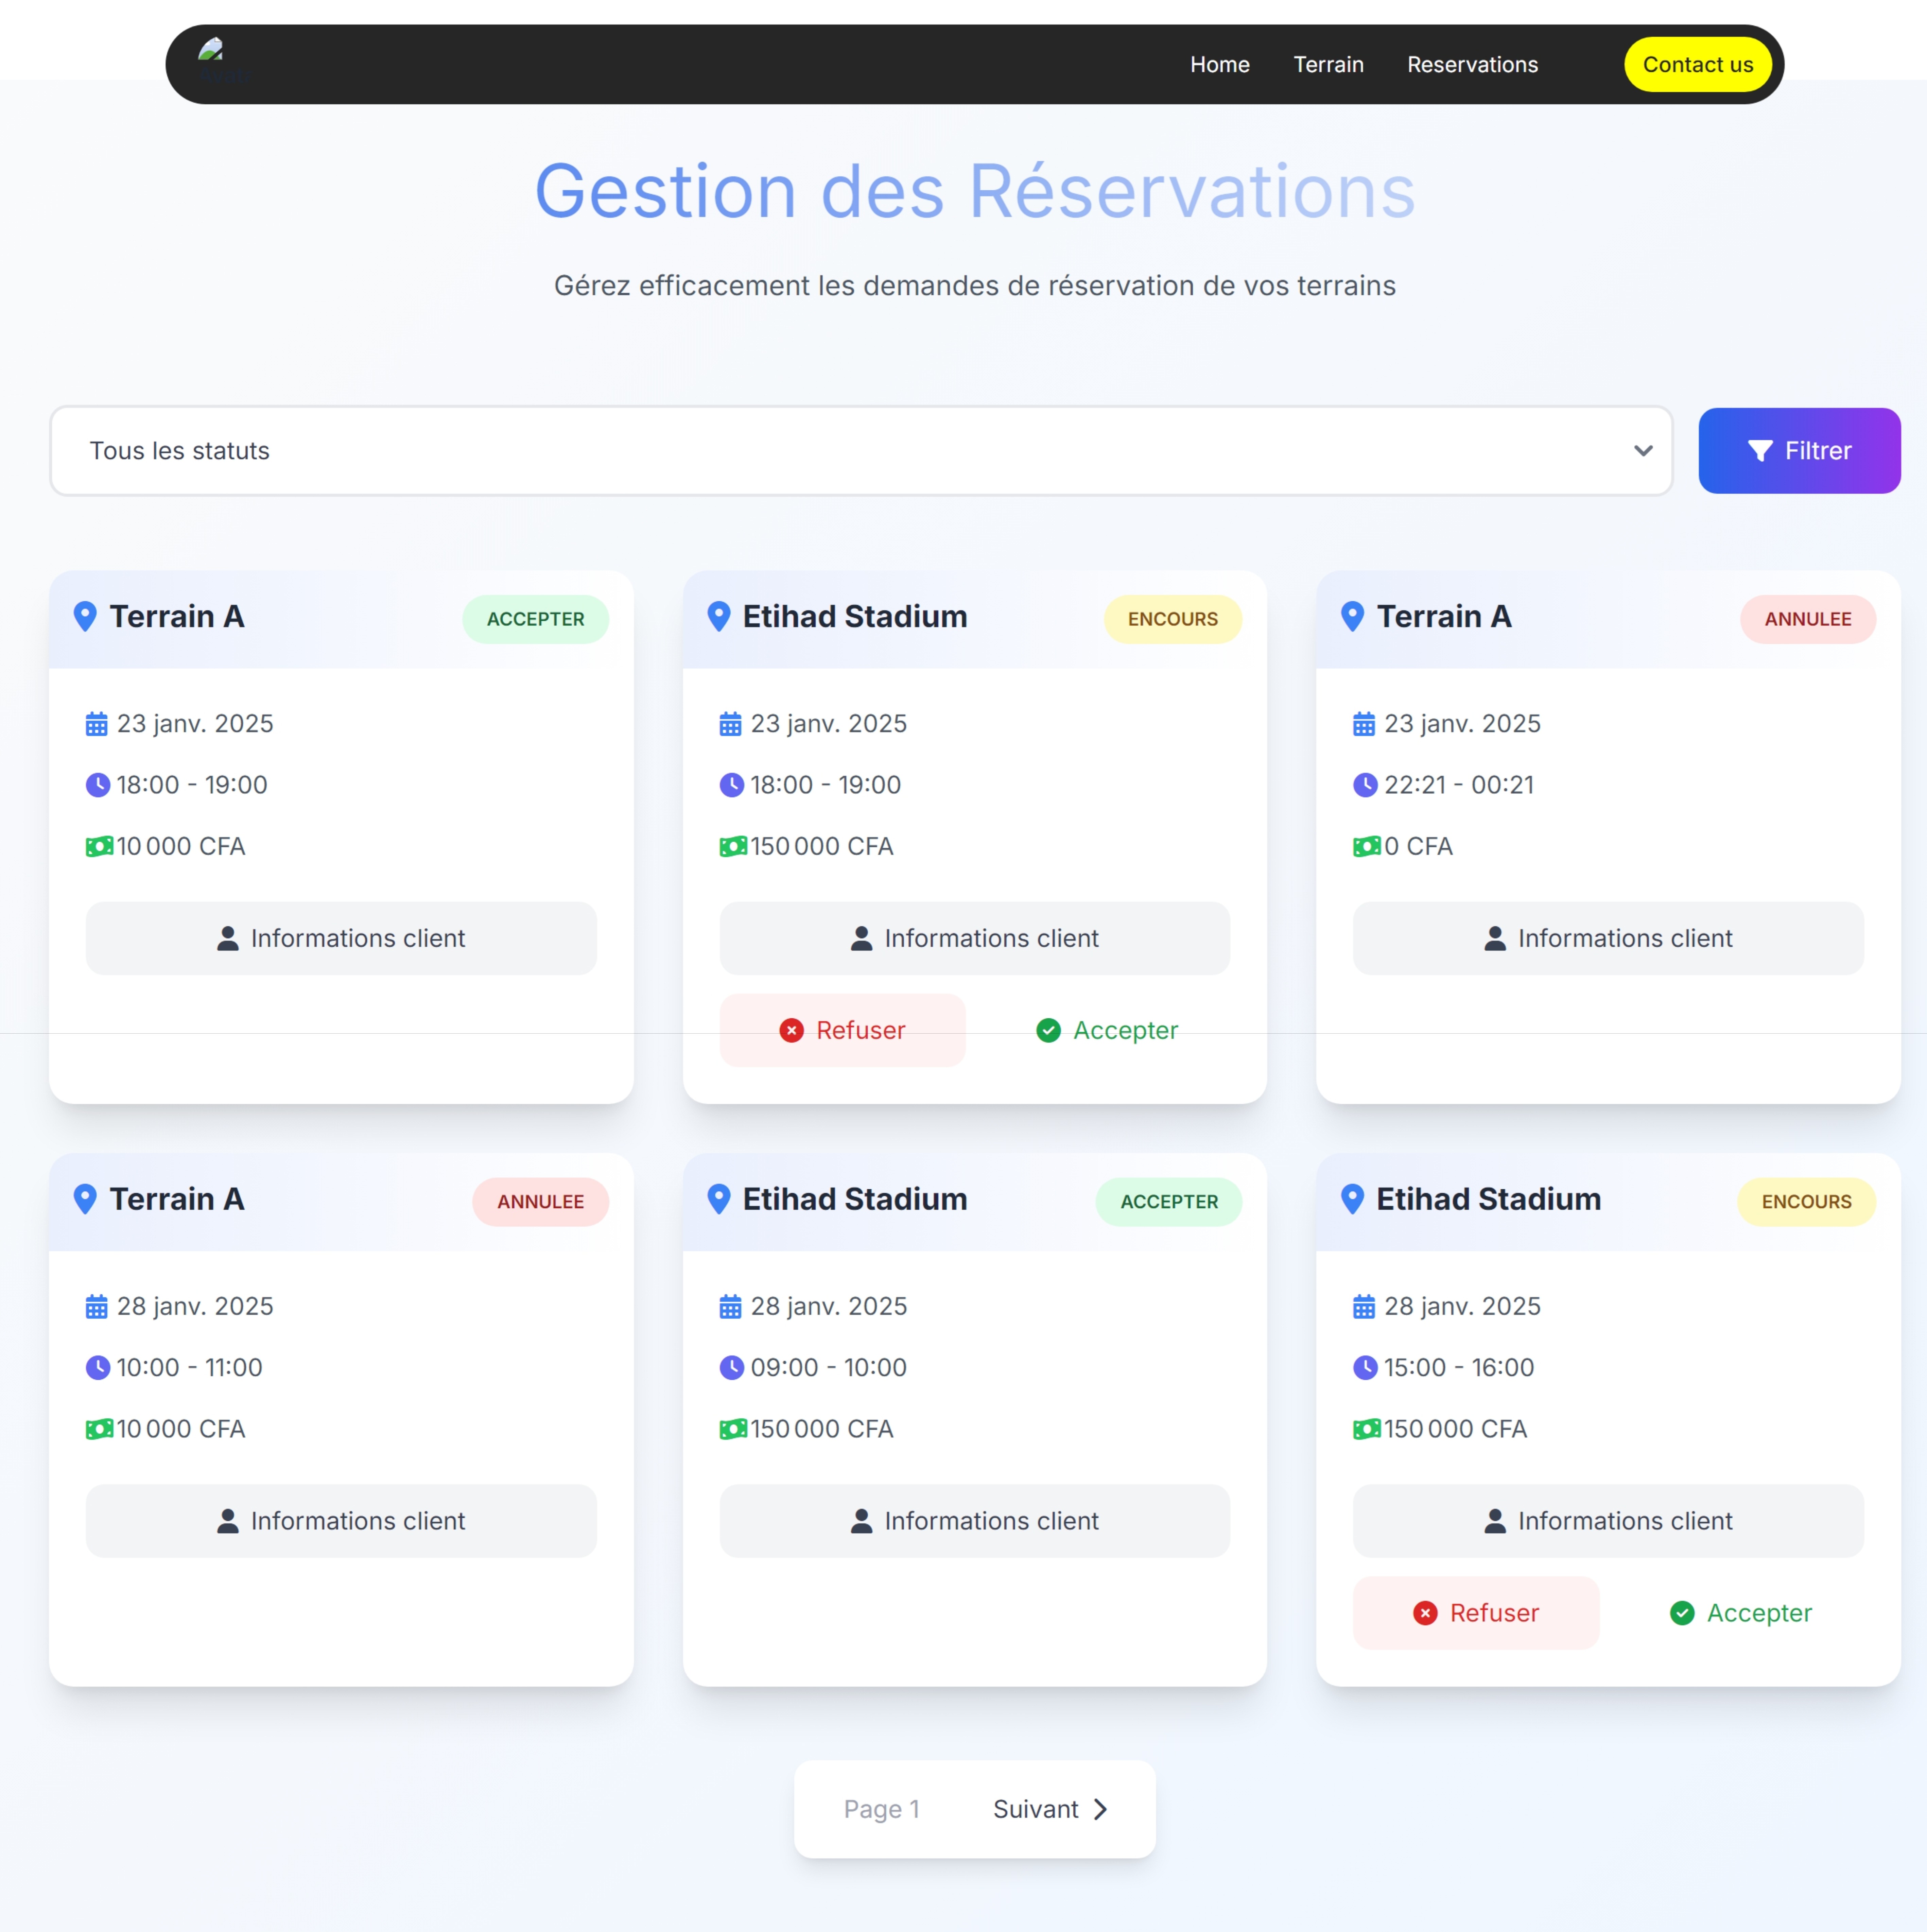 Home Terrain Reservations Contact us
Gestion des Réservations
Gérez efficacement les demandes de réservation de vos terrains
Tous les statuts
Filtrer
Terrain A ACCEPTER
23 janv. 2025
18:00 - 19:00
10 000 CFA
Informations client
Etihad Stadium ENCOURS
23 janv. 2025
18:00 - 19:00
150 000 CFA
Informations client
Refuser Accepter
Terrain A ANNULEE
23 janv. 2025
22:21 - 00:21
0 CFA
Informations client
Terrain A ANNULEE
28 janv. 2025
10:00 - 11:00
10 000 CFA
Informations client
Etihad Stadium ACCEPTER
28 janv. 2025
09:00 - 10:00
150 000 CFA
Informations client
Etihad Stadium ENCOURS
28 janv. 2025
15:00 - 16:00
150 000 CFA
Informations client
Refuser Accepter
Page 1 Suivant